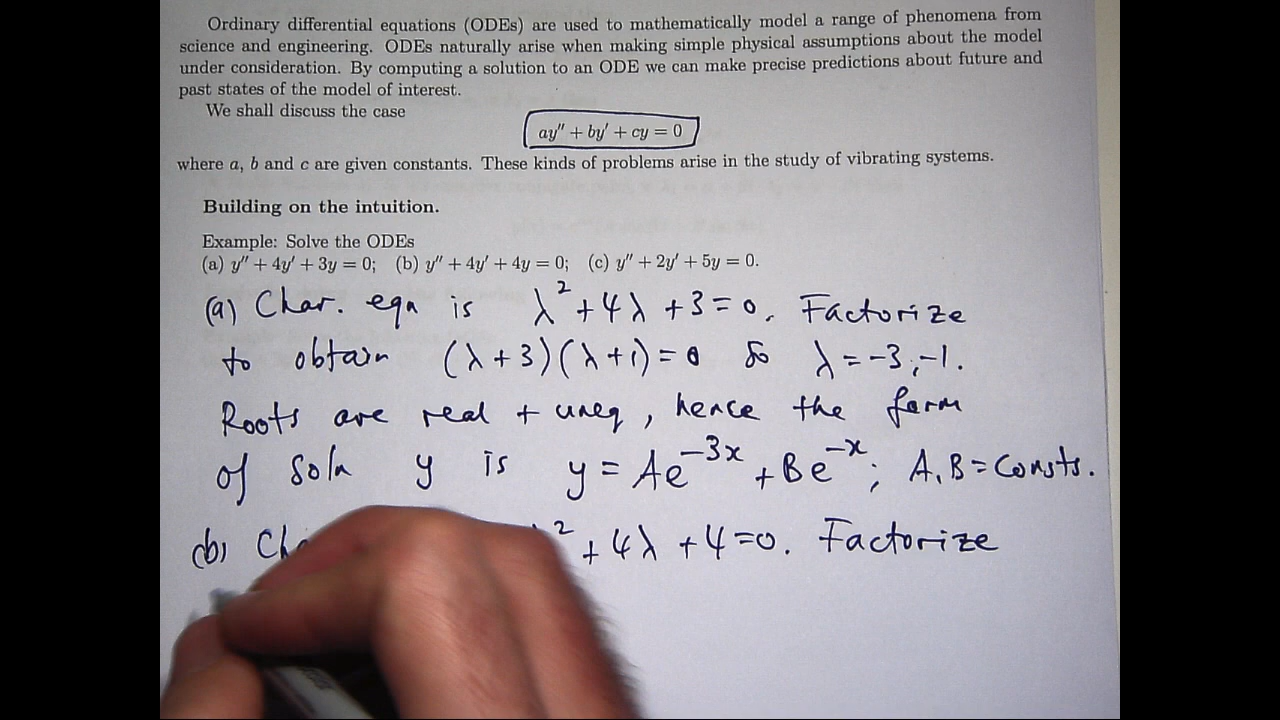 Ordinary differential equations (ODEs) are used to mathematically model a range of phenomena from
science and engineering. ODEs naturally arise when making simple physical assumptions about the model
under consideration. By computing a solution to an ODE we can make precise predictions about future and
past states of the model of interest.
We shall discuss the case
ay″ + by′ + cy = 0
where a, b and c are given constants. These kinds of problems arise in the study of vibrating systems.
Building on the intuition.
Example: Solve the ODEs
(a) y″ + 4y′ + 3y = 0; (b) y″ + 4y′ + 4y = 0; (c) y″ + 2y′ + 5y = 0.
(a) Char. eqn is λ² + 4λ + 3 = 0. Factorize
to obtain (λ + 3)(λ + 1) = 0 so λ = -3, -1.
Roots are real + uneq, hence the form
of soln y is y = Ae^{-3x} + Be^{-x}; A, B = consts.
(b) λ² + 4λ + 4 = 0. Factorize